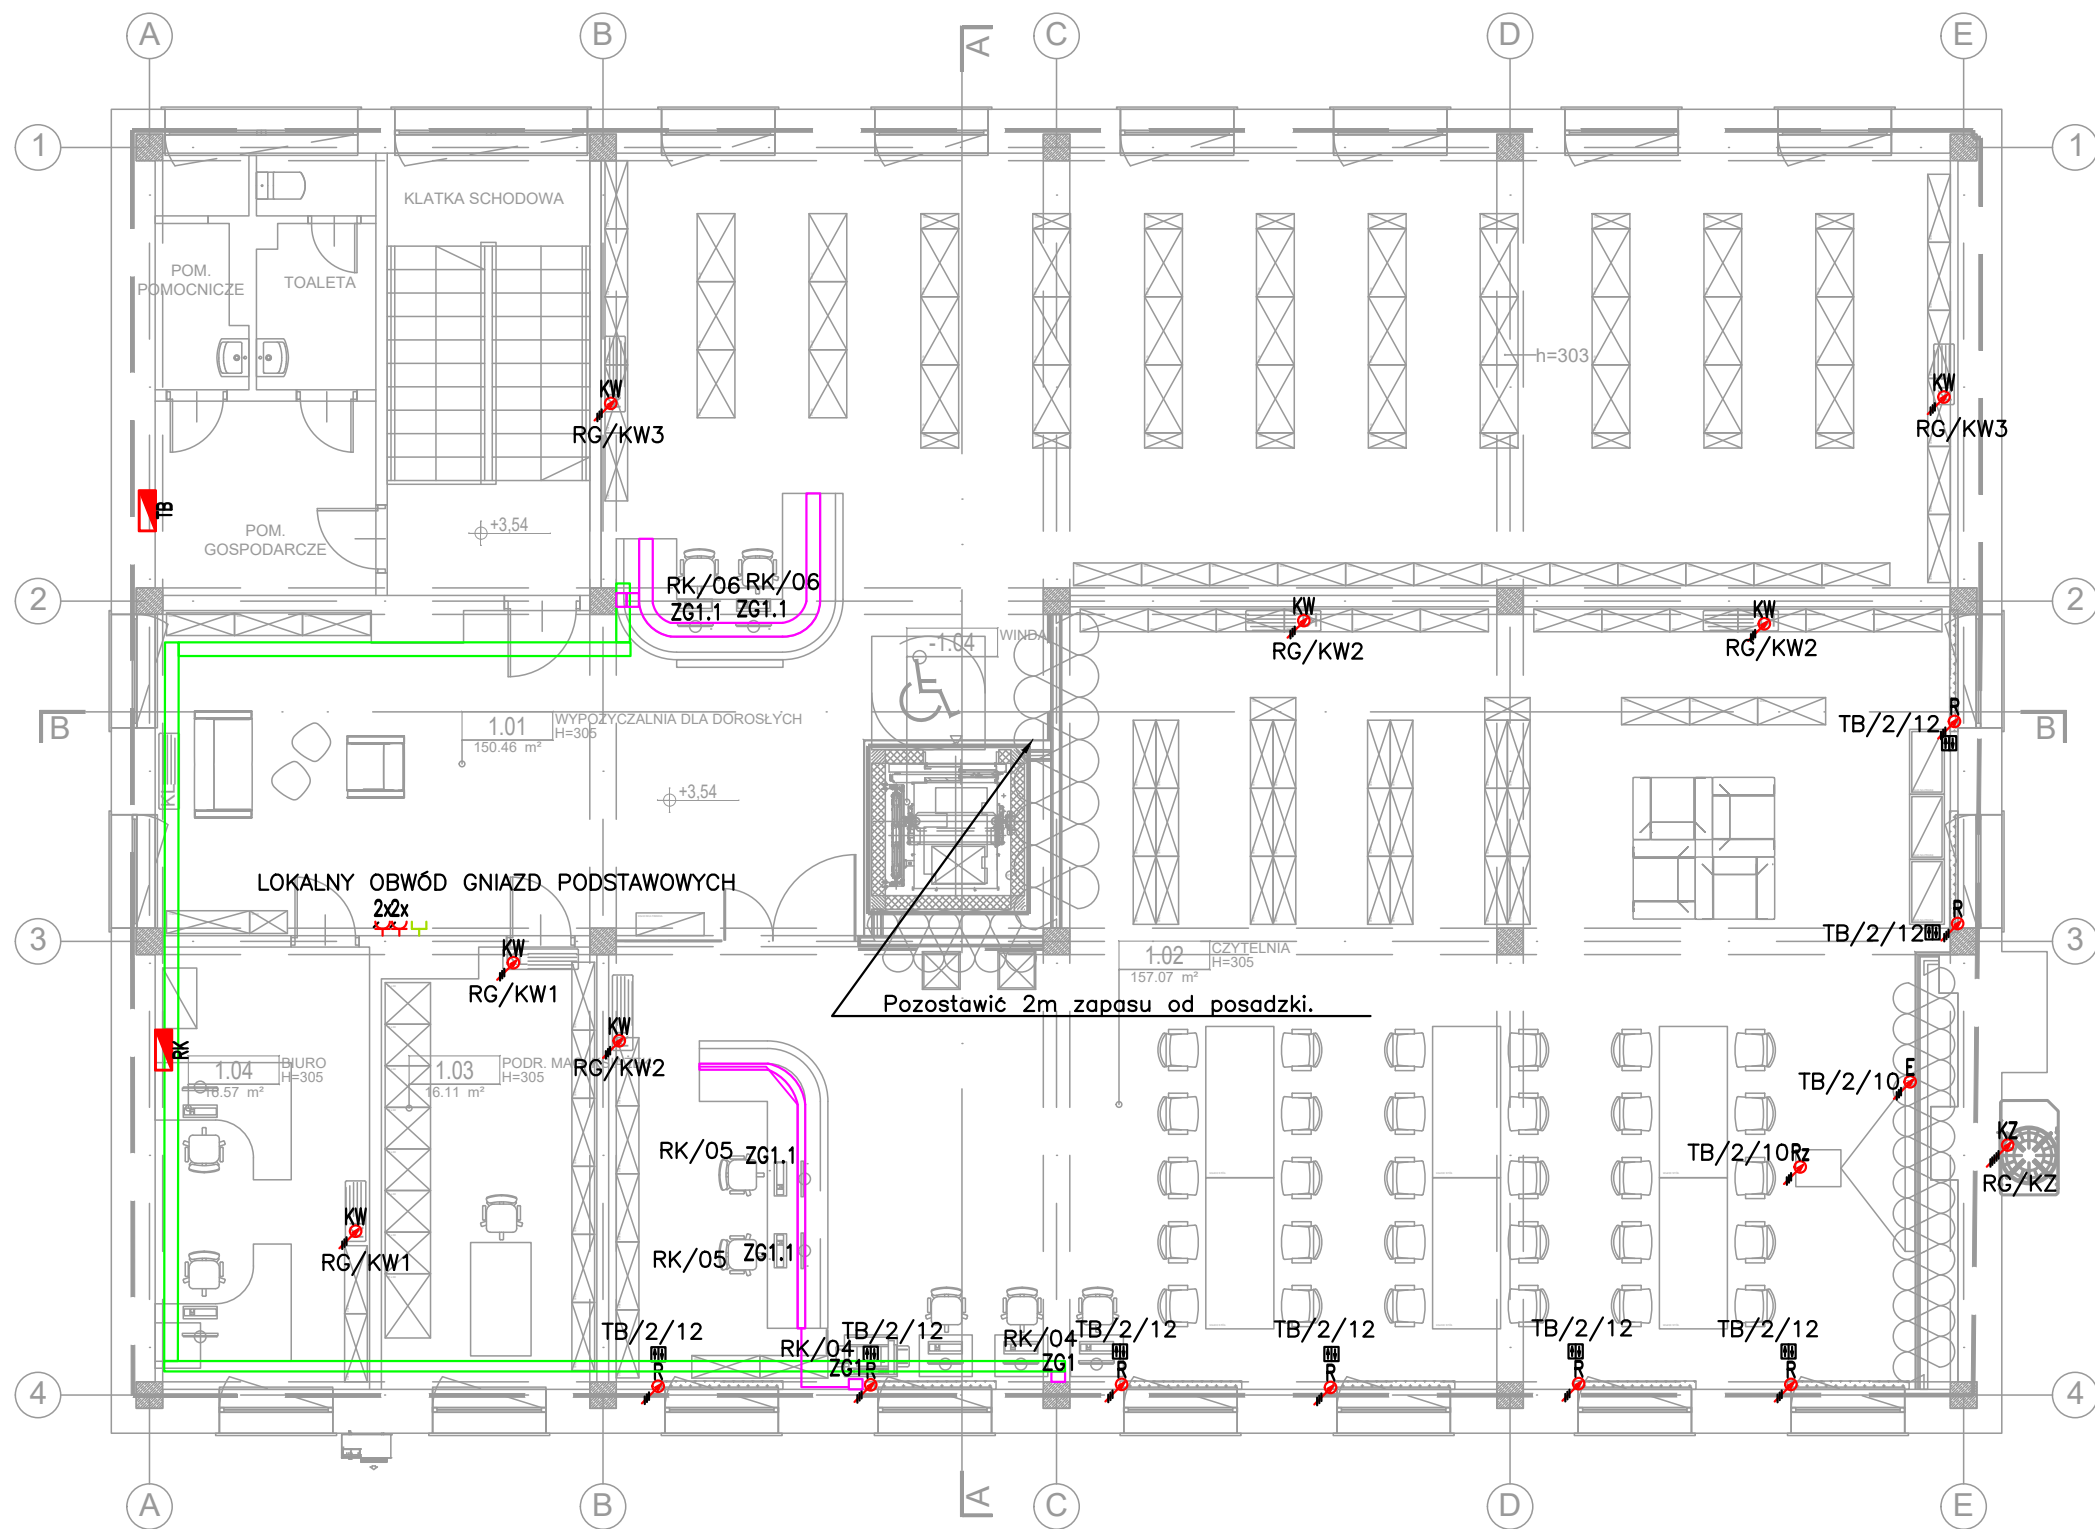 A
B
A
C
D
E
1
1
KLATKA SCHODOWA
POM.
POMOCNICZE
TOALETA
h=303
KW
RG/KW3
KW
RG/KW3
TB
POM.
GOSPODARCZE
+3,54
RK/06 RK/06
ZG1.1 ZG1.1
2
2
KW
RG/KW2
KW
RG/KW2
-1.04
WINDA
B
1.01
WYPOŻYCZALNIA DLA DOROSŁYCH
H=305
150.46 m²
R
TB/2/12
B
KL
+3,54
LOKALNY OBWÓD GNIAZD PODSTAWOWYCH
2x2x
R
TB/2/12
3
3
KW
RG/KW1
1.02
CZYTELNIA
H=305
157.07 m²
Pozostawić 2m zapasu od posadzki.
RK
KW
RG/KW2
1.04
BIURO
H=305
16.57 m²
1.03
PODR. MA
H=305
16.11 m²
E
TB/2/10
KZ
RG/KZ
TB/2/10
Rz
RK/05
ZG1.1
RK/05
ZG1.1
KW
RG/KW1
TB/2/12
R
TB/2/12
R
RK/04
ZG1
RK/04
ZG1
TB/2/12
R
TB/2/12
R
TB/2/12
R
TB/2/12
R
4
4
A
B
A
C
D
E